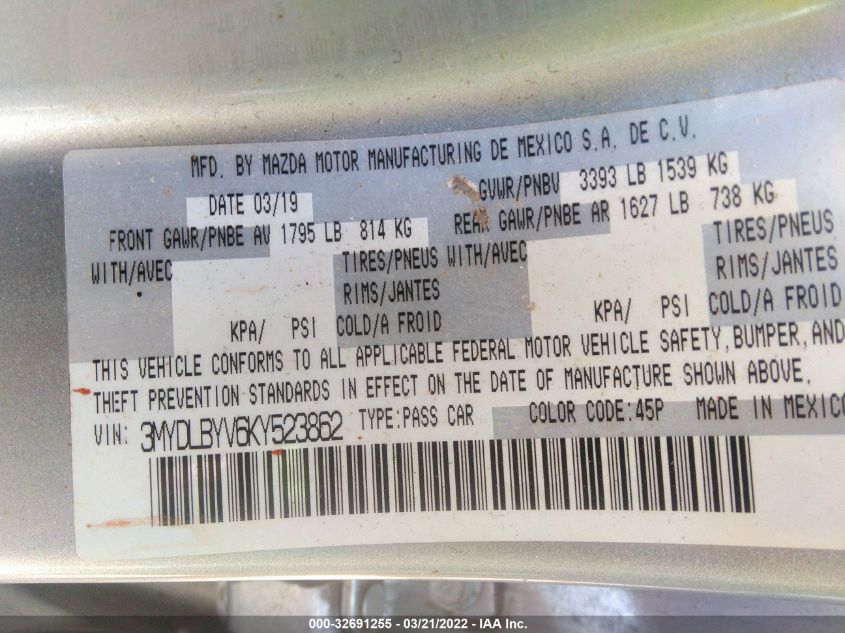 MFD. BY MAZDA MOTOR MANUFACTURING DE MEXICO S.A. DE C.V.
DATE 03/19 GVWR/PNBV 3393 LB 1539 KG
FRONT GAWR/PNBE AV 1795 LB 814 KG REAR GAWR/PNBE AR 1627 LB 738 KG
WITH/AVEC TIRES/PNEUS WITH/AVEC TIRES/PNEUS
RIMS/JANTES RIMS/JANTES
KPA/ PSI COLD/A FROID KPA/ PSI COLD/A FROID
THIS VEHICLE CONFORMS TO ALL APPLICABLE FEDERAL MOTOR VEHICLE SAFETY, BUMPER, AND
THEFT PREVENTION STANDARDS IN EFFECT ON THE DATE OF MANUFACTURE SHOWN ABOVE.
VIN: 3MYDLBYV6KY523862 TYPE:PASS CAR COLOR CODE:45P MADE IN MEXICO
000-32691255 - 03/21/2022 - IAA Inc.